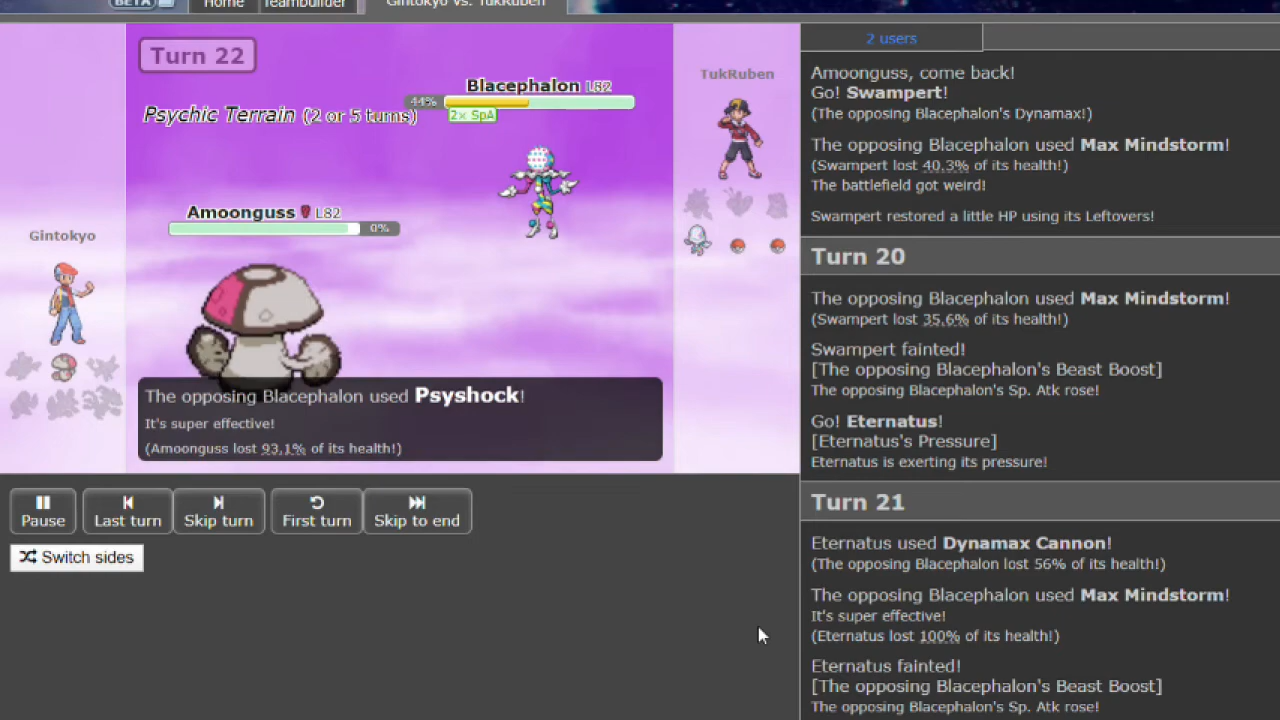 BETA
Home
Teambuilder
Gintokyo vs. TukRuben
Turn 22
Blacephalon L82
44%
2x SpA
Psychic Terrain (2 or 5 turns)
TukRuben
Amoonguss L82
0%
Gintokyo
The opposing Blacephalon used Psyshock!
It's super effective!
(Amoonguss lost 93.1% of its health!)
Pause
Last turn
Skip turn
First turn
Skip to end
Switch sides
2 users
Amoonguss, come back!
Go! Swampert!
(The opposing Blacephalon's Dynamax!)
The opposing Blacephalon used Max Mindstorm!
(Swampert lost 40.3% of its health!)
The battlefield got weird!
Swampert restored a little HP using its Leftovers!
Turn 20
The opposing Blacephalon used Max Mindstorm!
(Swampert lost 35.6% of its health!)
Swampert fainted!
[The opposing Blacephalon's Beast Boost]
The opposing Blacephalon's Sp. Atk rose!
Go! Eternatus!
[Eternatus's Pressure]
Eternatus is exerting its pressure!
Turn 21
Eternatus used Dynamax Cannon!
(The opposing Blacephalon lost 56% of its health!)
The opposing Blacephalon used Max Mindstorm!
It's super effective!
(Eternatus lost 100% of its health!)
Eternatus fainted!
[The opposing Blacephalon's Beast Boost]
The opposing Blacephalon's Sp. Atk rose!